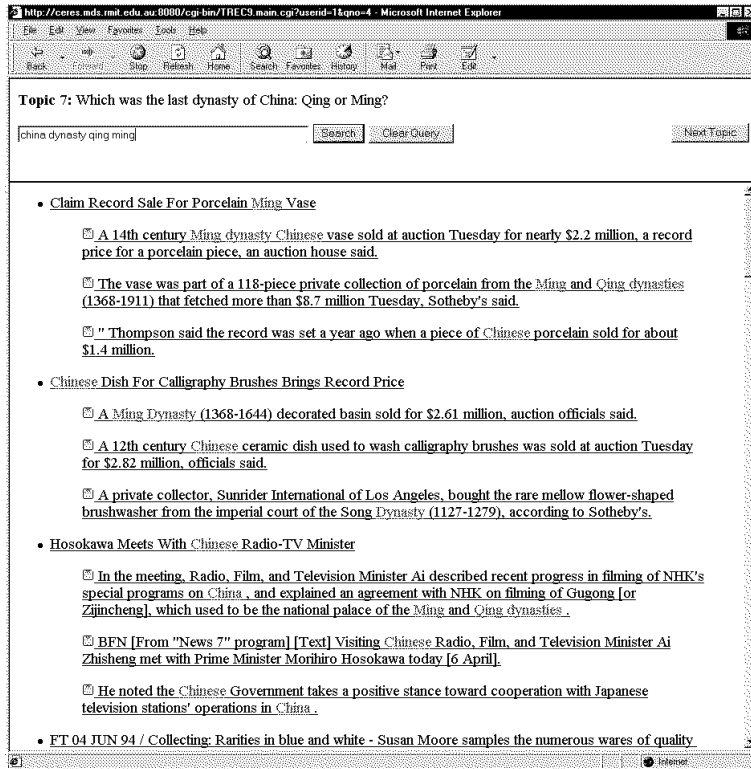 http://ceres.mds.rmit.edu.au:8080/cgi-bin/TREC9.main.cgi?userid=1&qno=4 - Microsoft Internet Explorer
File Edit View Favorites Tools Help
Back Forward Stop Refresh Home Search Favorites History Mail Print Edit
Topic 7: Which was the last dynasty of China: Qing or Ming?
china dynasty qing ming Search Clear Query Next Topic
• Claim Record Sale For Porcelain Ming Vase
A 14th century Ming dynasty Chinese vase sold at auction Tuesday for nearly $2.2 million, a record
price for a porcelain piece, an auction house said.
The vase was part of a 118-piece private collection of porcelain from the Ming and Qing dynasties
(1368-1911) that fetched more than $8.7 million Tuesday, Sotheby's said.
" Thompson said the record was set a year ago when a piece of Chinese porcelain sold for about
$1.4 million.
• Chinese Dish For Calligraphy Brushes Brings Record Price
A Ming Dynasty (1368-1644) decorated basin sold for $2.61 million, auction officials said.
A 12th century Chinese ceramic dish used to wash calligraphy brushes was sold at auction Tuesday
for $2.82 million, officials said.
A private collector, Sunrider International of Los Angeles, bought the rare mellow flower-shaped
brushwasher from the imperial court of the Song Dynasty (1127-1279), according to Sotheby's.
• Hosokawa Meets With Chinese Radio-TV Minister
In the meeting, Radio, Film, and Television Minister Ai described recent progress in filming of NHK's
special programs on China , and explained an agreement with NHK on filming of Gugong [or
Zijincheng], which used to be the national palace of the Ming and Qing dynasties .
BFN [From "News 7" program] [Text] Visiting Chinese Radio, Film, and Television Minister Ai
Zhisheng met with Prime Minister Morihiro Hosokawa today [6 April].
He noted the Chinese Government takes a positive stance toward cooperation with Japanese
television stations' operations in China .
• FT 04 JUN 94 / Collecting: Rarities in blue and white - Susan Moore samples the numerous wares of quality
Internet